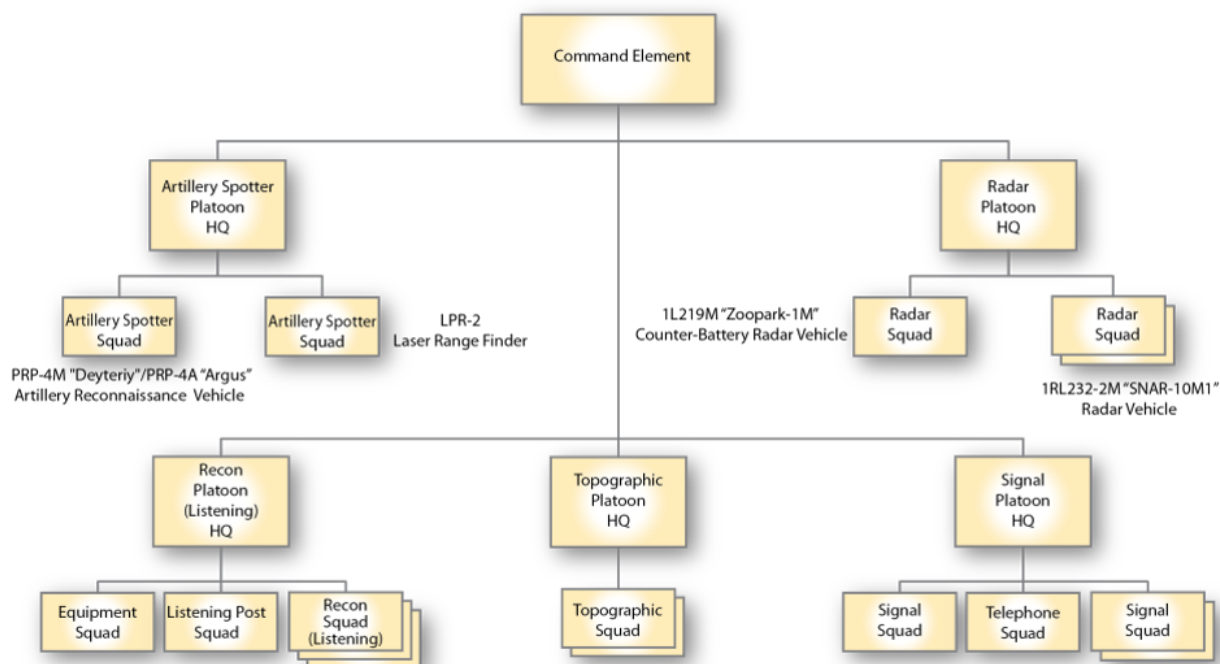 Command Element
Artillery Spotter
Platoon
HQ
Radar
Platoon
HQ
Artillery Spotter
Squad
Artillery Spotter
Squad
LPR-2
Laser Range Finder
1L219M “Zoopark-1M”
Counter-Battery Radar Vehicle
Radar
Squad
Radar
Squad
PRP-4M "Deyteriy"/PRP-4A “Argus”
Artillery Reconnaissance Vehicle
1RL232-2M “SNAR-10M1”
Radar Vehicle
Recon
Platoon
(Listening)
HQ
Topographic
Platoon
HQ
Signal
Platoon
HQ
Equipment
Squad
Listening Post
Squad
Recon
Squad
(Listening)
Topographic
Squad
Signal
Squad
Telephone
Squad
Signal
Squad